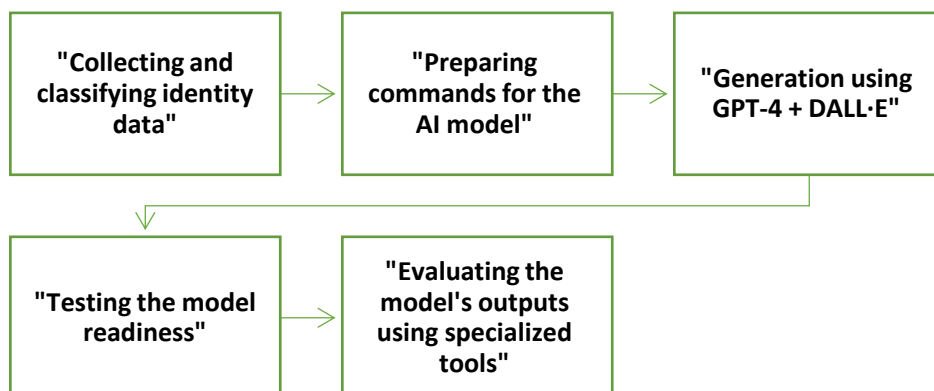 "Collecting and
classifying identity
data"
"Preparing
commands for the
AI model"
"Generation using
GPT-4 + DALL·E"
"Testing the model
readiness"
"Evaluating the
model's outputs
using specialized
tools"